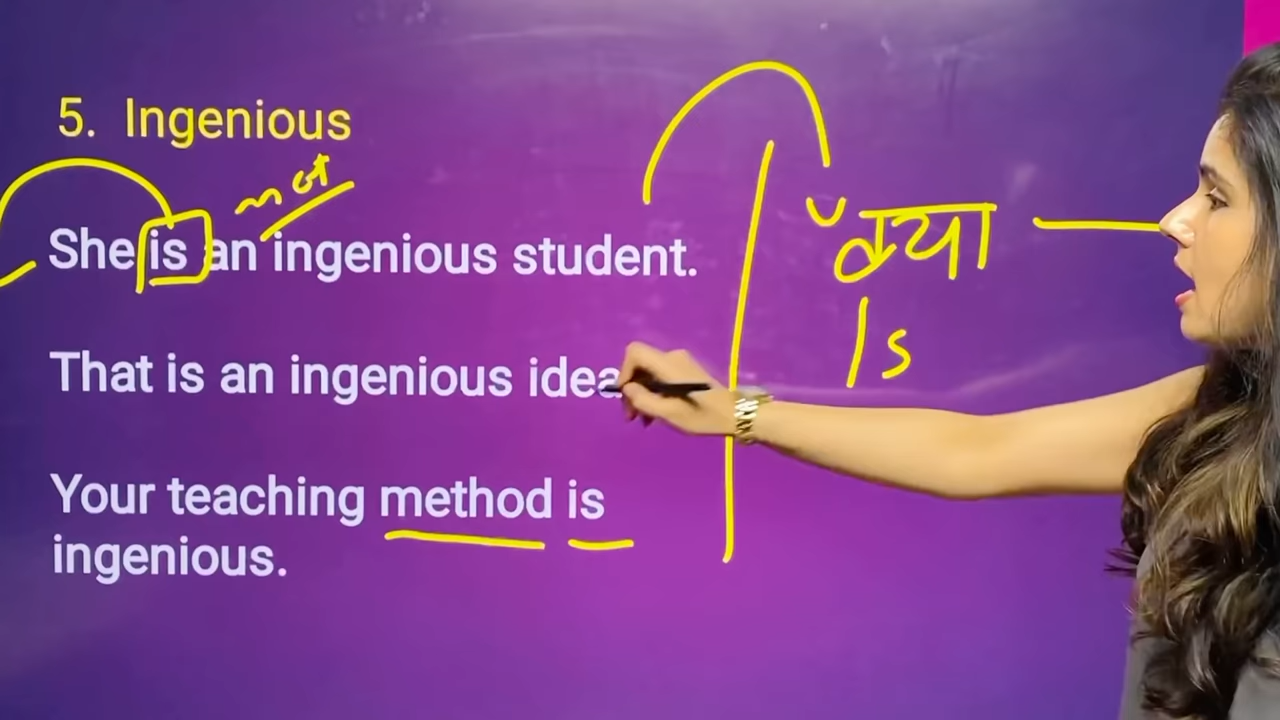 5. Ingenious
not
She is an ingenious student.
क्या
Is
That is an ingenious idea
Your teaching method is
ingenious.